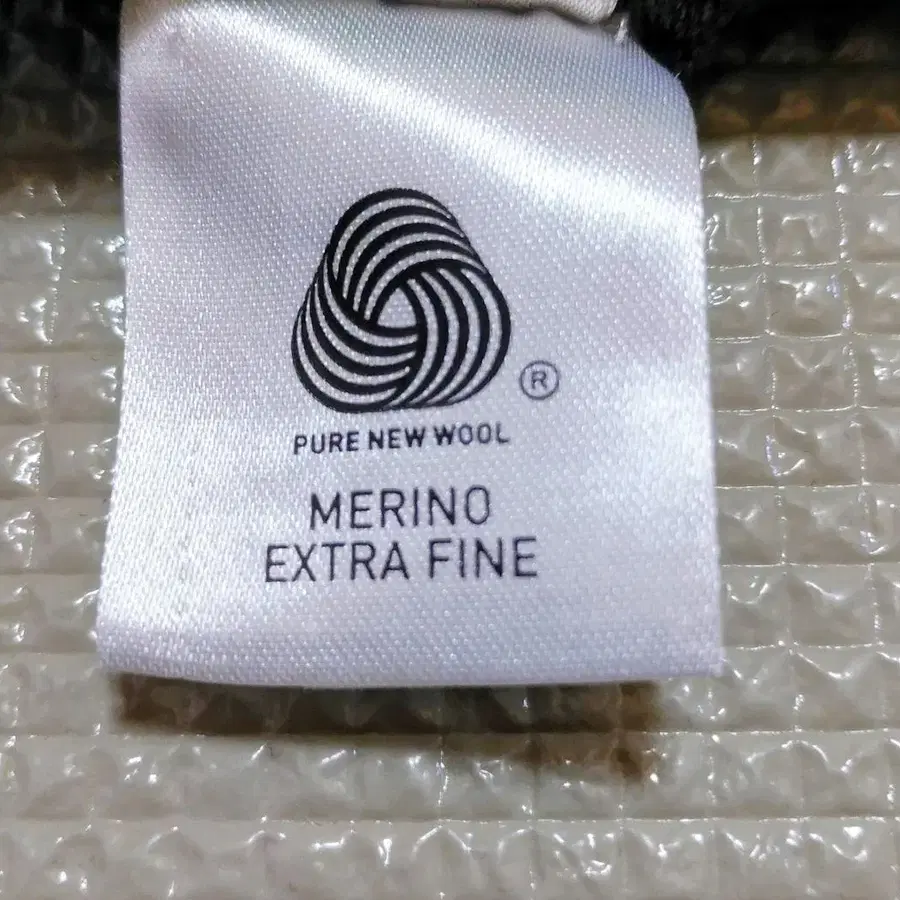 ®
PURE NEW WOOL
MERINO
EXTRA FINE